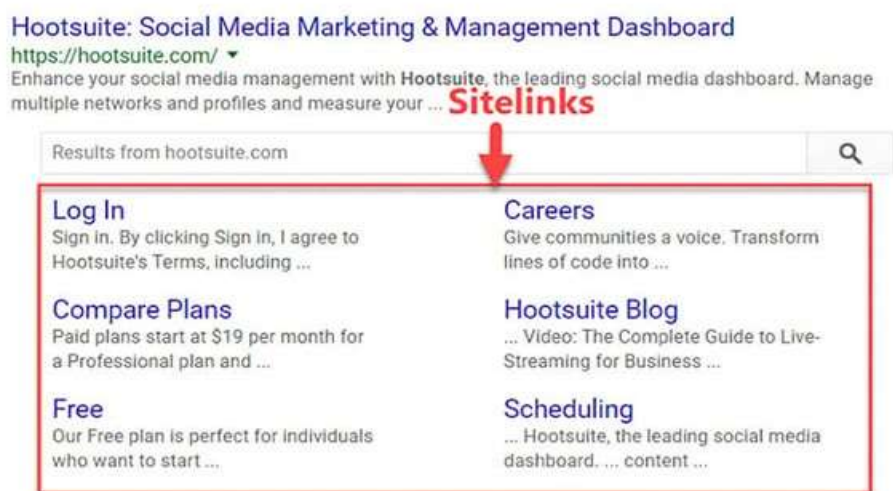 Hootsuite: Social Media Marketing & Management Dashboard
https://hootsuite.com/
Enhance your social media management with Hootsuite, the leading social media dashboard. Manage
multiple networks and profiles and measure your ...
Sitelinks
Results from hootsuite.com
Log In
Sign in. By clicking Sign in, I agree to
Hootsuite's Terms, including ...
Compare Plans
Paid plans start at $19 per month for
a Professional plan and ...
Free
Our Free plan is perfect for individuals
who want to start ...
Careers
Give communities a voice. Transform
lines of code into ...
Hootsuite Blog
... Video: The Complete Guide to Live-
Streaming for Business ...
Scheduling
... Hootsuite, the leading social media
dashboard. ... content ...